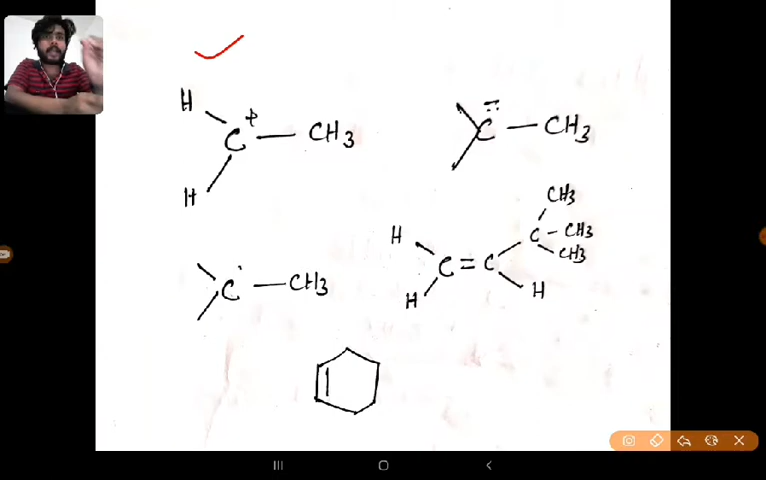 H
C+ — CH3
H
C̈⁻ — CH3
CH3
H C — CH3
CH3
C = C
H H
Ċ — CH3